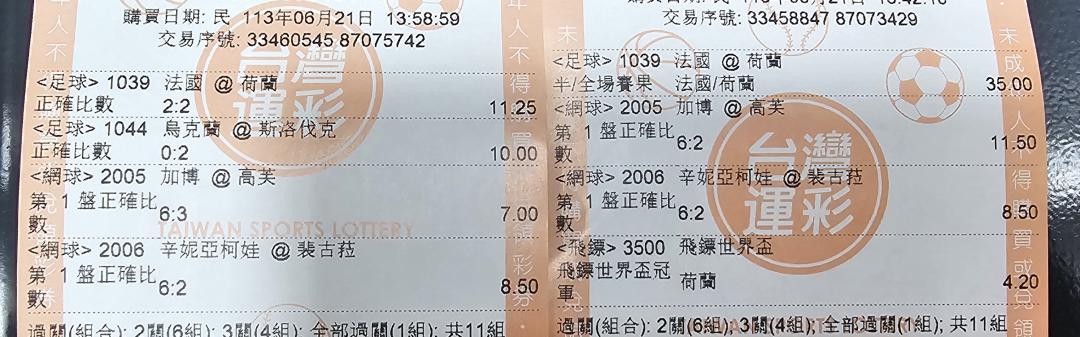 購買日期: 民 113年06月21日 13:58:59
交易序號: 33460545 87075742
<足球> 1039 法國 @ 荷蘭
正確比數 2:2 11.25
<足球> 1044 烏克蘭 @ 斯洛伐克
正確比數 0:2 10.00
<網球> 2005 加博 @ 高芙
第 1 盤正確比
數 6:3 7.00
<網球> 2006 辛妮亞柯娃 @ 裴古菈
第 1 盤正確比
數 6:2 8.50
過關(組合): 2關(6組); 3關(4組); 全部過關(1組); 共11組
台灣
運彩
TAIWAN SPORTS LOTTERY
交易序號: 33458847 87073429
<足球> 1039 法國 @ 荷蘭
半/全場賽果 法國/荷蘭 35.00
<網球> 2005 加博 @ 高芙
第 1 盤正確比
數 6:2 11.50
<網球> 2006 辛妮亞柯娃 @ 裴古菈
第 1 盤正確比
數 6:2 8.50
<飛鏢> 3500 飛鏢世界盃
飛鏢世界盃冠
軍 荷蘭 4.20
過關(組合): 2關(6組); 3關(4組); 全部過關(1組); 共11組
台灣
運彩